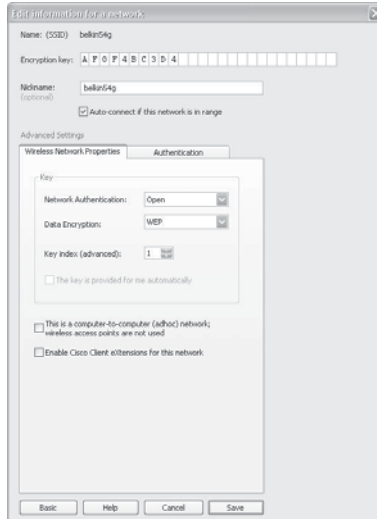 Edit information for a network
Name: (SSID) belkin54g
Encryption key: A F 0 F 4 B C 3 D 4
Nickname: belkin54g
(optional)
Auto-connect if this network is in range
Advanced Settings
Wireless Network Properties Authentication
Key
Network Authentication: Open
Data Encryption: WEP
Key index (advanced): 1
The key is provided for me automatically
This is a computer-to-computer (adhoc) network;
wireless access points are not used
Enable Cisco Client eXtensions for this network
Basic Help Cancel Save